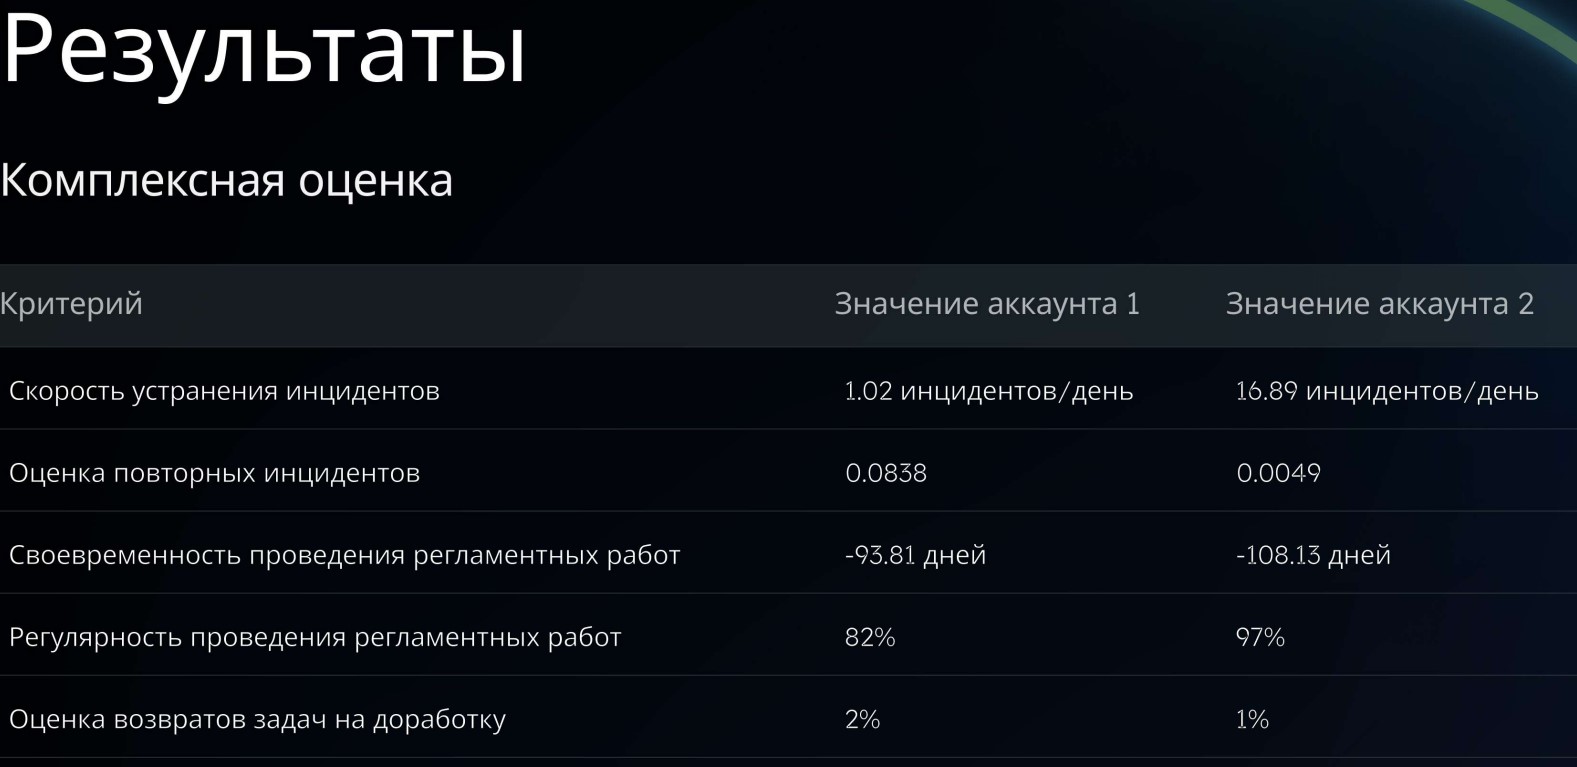 Результаты
Комплексная оценка
Критерий Значение аккаунта 1 Значение аккаунта 2
Скорость устранения инцидентов 1.02 инцидентов/день 16.89 инцидентов/день
Оценка повторных инцидентов 0.0838 0.0049
Своевременность проведения регламентных работ -93.81 дней -108.13 дней
Регулярность проведения регламентных работ 82% 97%
Оценка возвратов задач на доработку 2% 1%